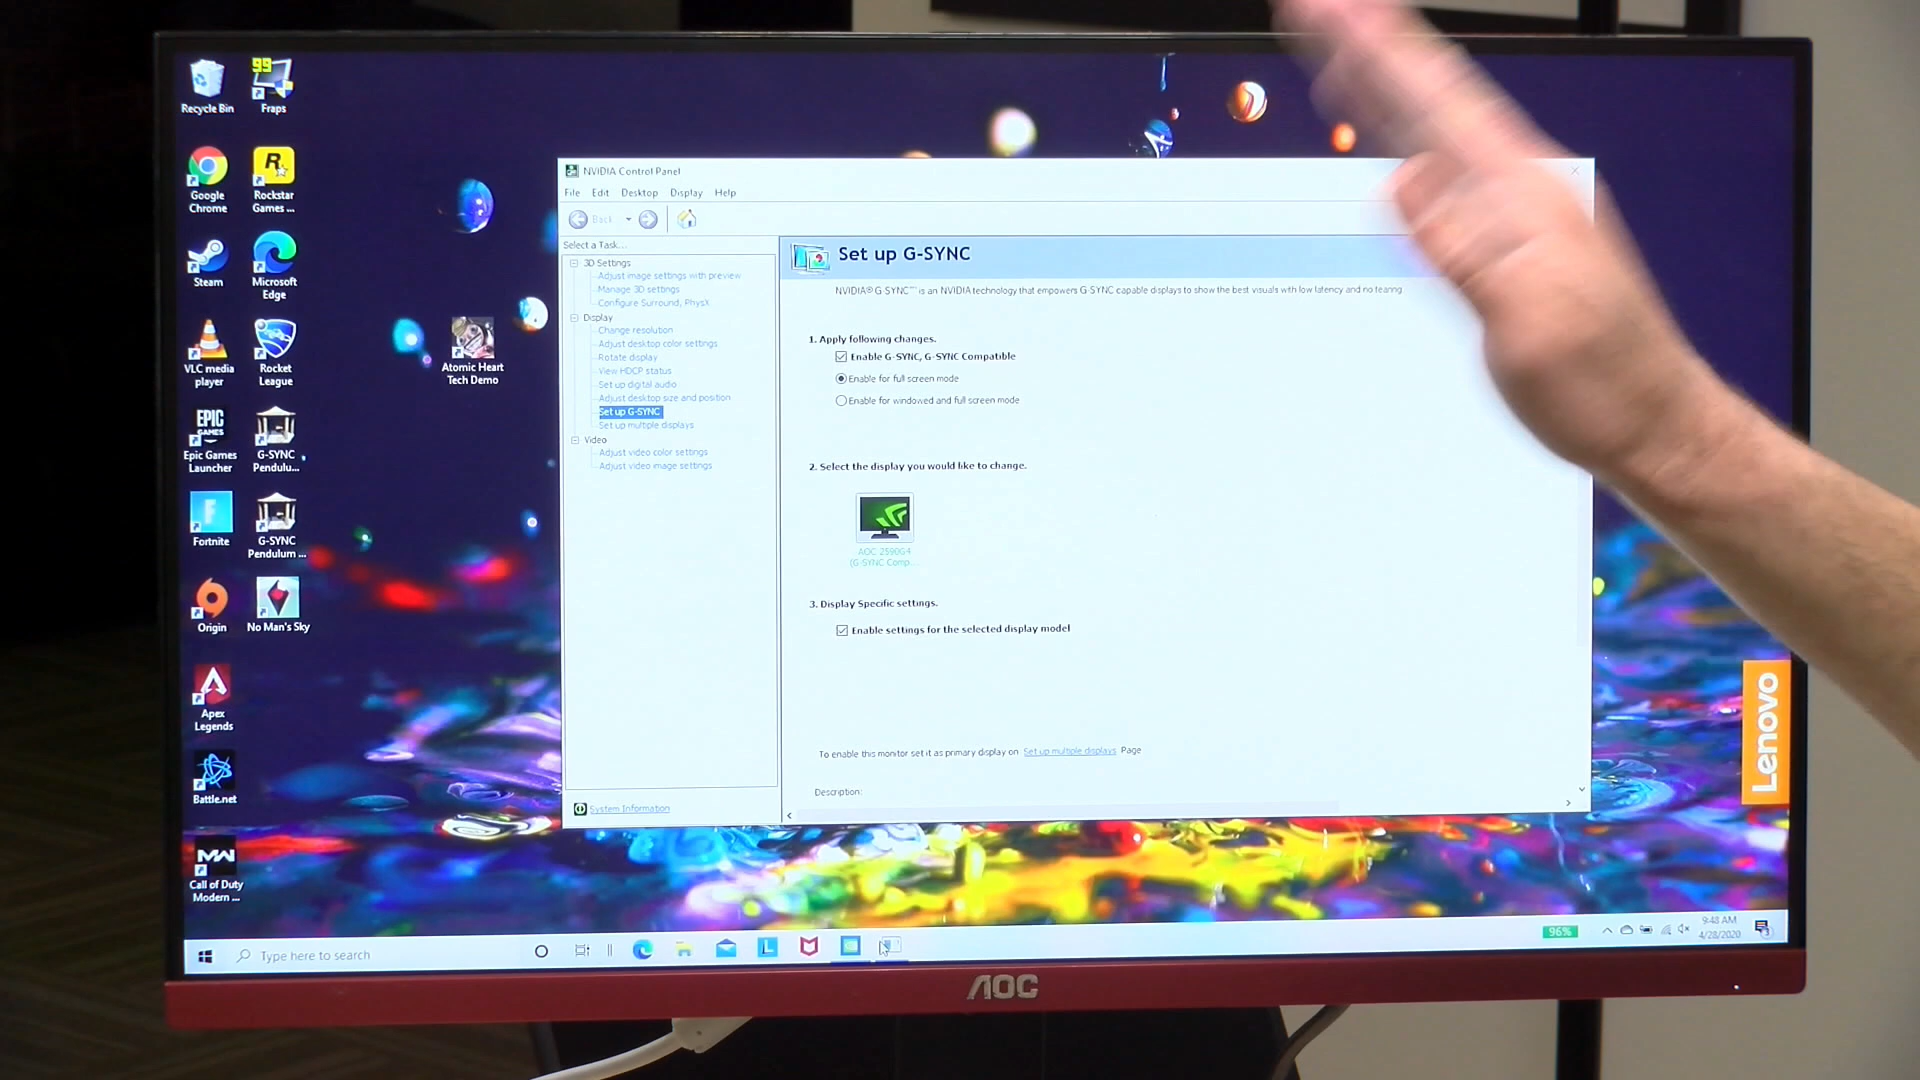 Recycle Bin
99
Fraps
Google
Chrome
R
Rockstar
Games ...
Steam
Microsoft
Edge
VLC media
player
Rocket
League
Atomic Heart
Tech Demo
EPIC
GAMES
Epic Games
Launcher
G-SYNC
Pendulu...
F
Fortnite
G-SYNC
Pendulum ...
Origin
No Man's Sky
Apex
Legends
Battle.net
MW
Call of Duty
Modern ...
NVIDIA Control Panel
File Edit Desktop Display Help
Back
Select a Task...
3D Settings
Adjust image settings with preview
Manage 3D settings
Configure Surround, PhysX
Display
Change resolution
Adjust desktop color settings
Rotate display
View HDCP status
Set up digital audio
Adjust desktop size and position
Set up G-SYNC
Set up multiple displays
Video
Adjust video color settings
Adjust video image settings
System Information
Set up G-SYNC
NVIDIA® G-SYNC™ is an NVIDIA technology that empowers G-SYNC capable displays to show the best visuals with low latency and no tearing
1. Apply following changes.
Enable G-SYNC, G-SYNC Compatible
Enable for full screen mode
Enable for windowed and full screen mode
2. Select the display you would like to change.
AOC 2590G4
(G-SYNC Comp...
3. Display Specific settings.
Enable settings for the selected display model
To enable this monitor set it as primary display on Set up multiple displays Page
Description:
Lenovo
Type here to search
L
96%
9:48 AM
4/28/2020
3
AOC